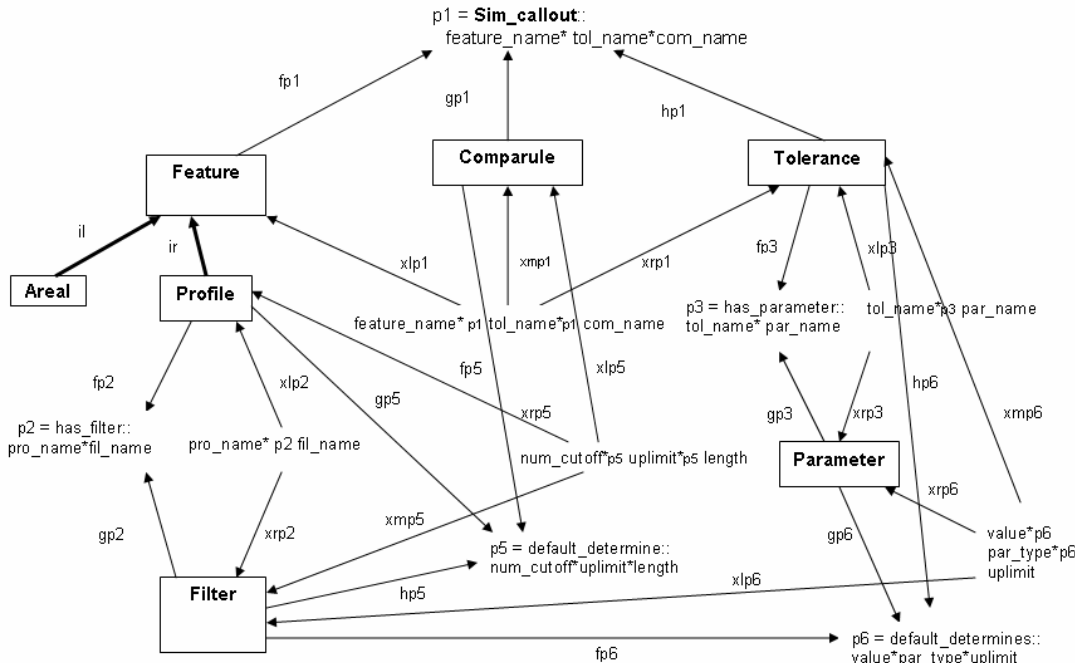 p1 = Sim_callout::
feature_name* tol_name*com_name
fp1
gp1
hp1
Feature
Comparule
Tolerance
il
ir
xlp1
xmp1
xrp1
fp3
xlp3
Areal
Profile
feature_name* p1 tol_name*p1 com_name
p3 = has_parameter::
tol_name* par_name
tol_name*p3 par_name
fp2
xlp2
gp5
fp5
xlp5
xrp5
gp3
xrp3
hp6
xmp6
p2 = has_filter::
pro_name*fil_name
pro_name* p2 fil_name
num_cutoff*p5 uplimit*p5 length
Parameter
gp2
xrp2
xmp5
xrp6
gp6
p5 = default_determine::
num_cutoff*uplimit*length
value*p6
par_type*p6
uplimit
Filter
hp5
xlp6
fp6
p6 = default_determines::
value*par_type*uplimit